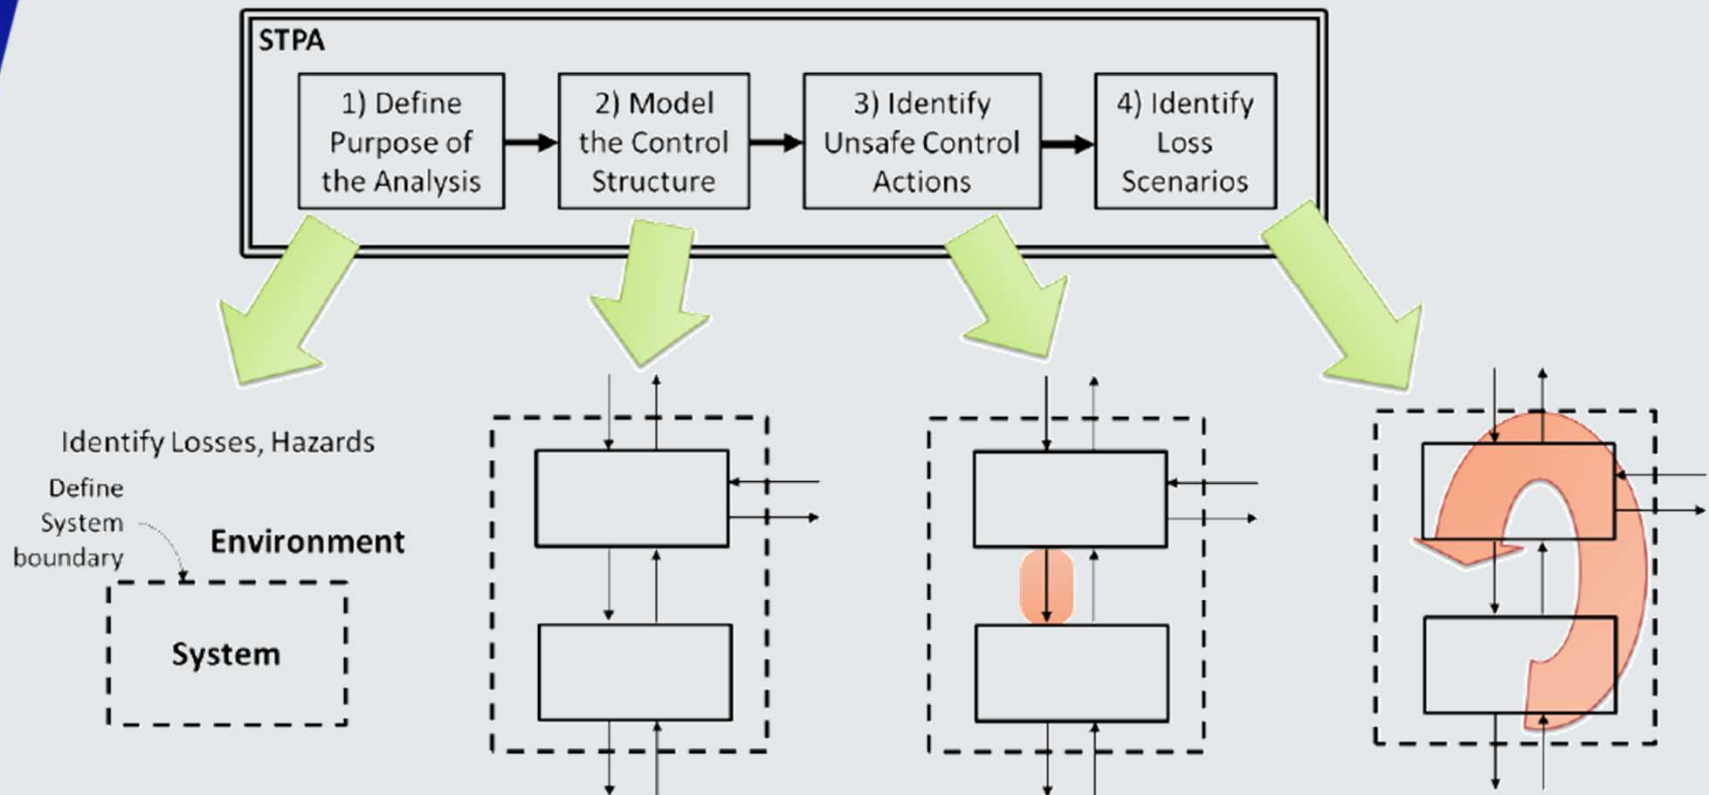 STPA
1) Define
Purpose of
the Analysis
2) Model
the Control
Structure
3) Identify
Unsafe Control
Actions
4) Identify
Loss
Scenarios
Identify Losses, Hazards
Define
System
boundary
Environment
System